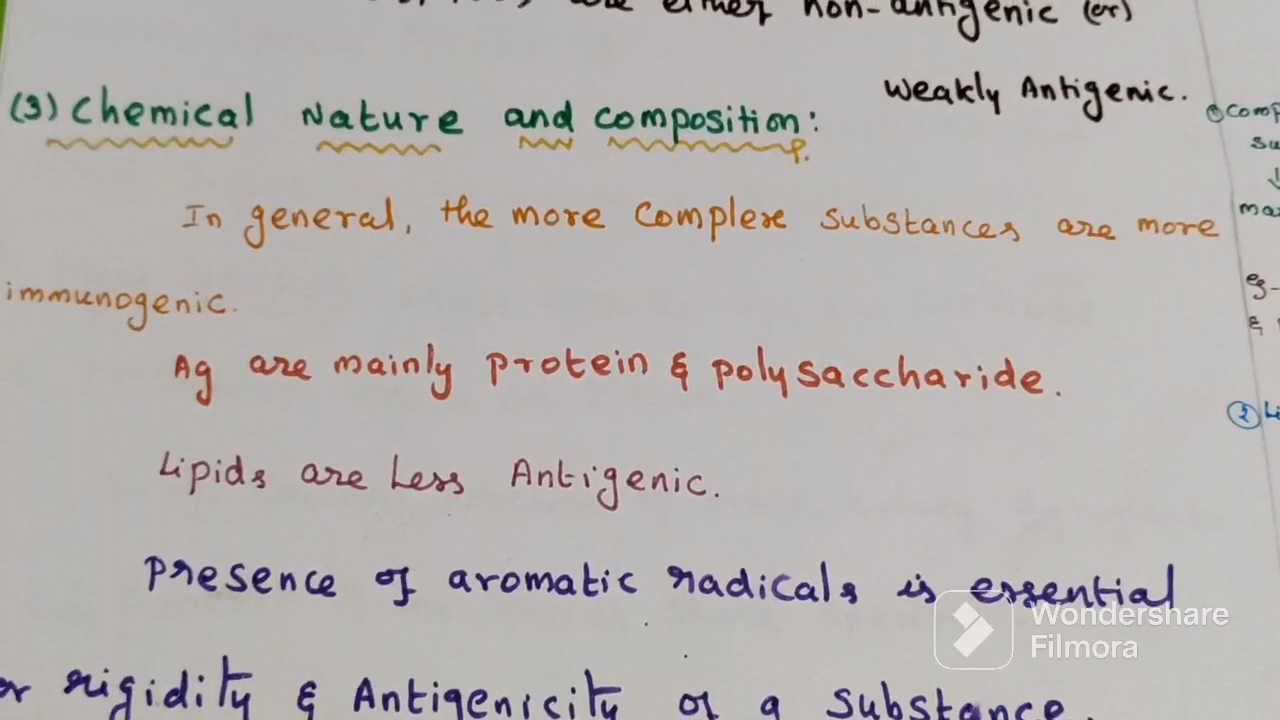 are either non-antigenic (or)
weakly Antigenic.
(3) Chemical Nature and composition:
In general, the more complex substances are more
immunogenic.
Ag are mainly protein & polysaccharide.
Lipids are Less Antigenic.
Presence of aromatic radicals is essential
rigidity & Antigenicity of a substance.
Wondershare
Filmora